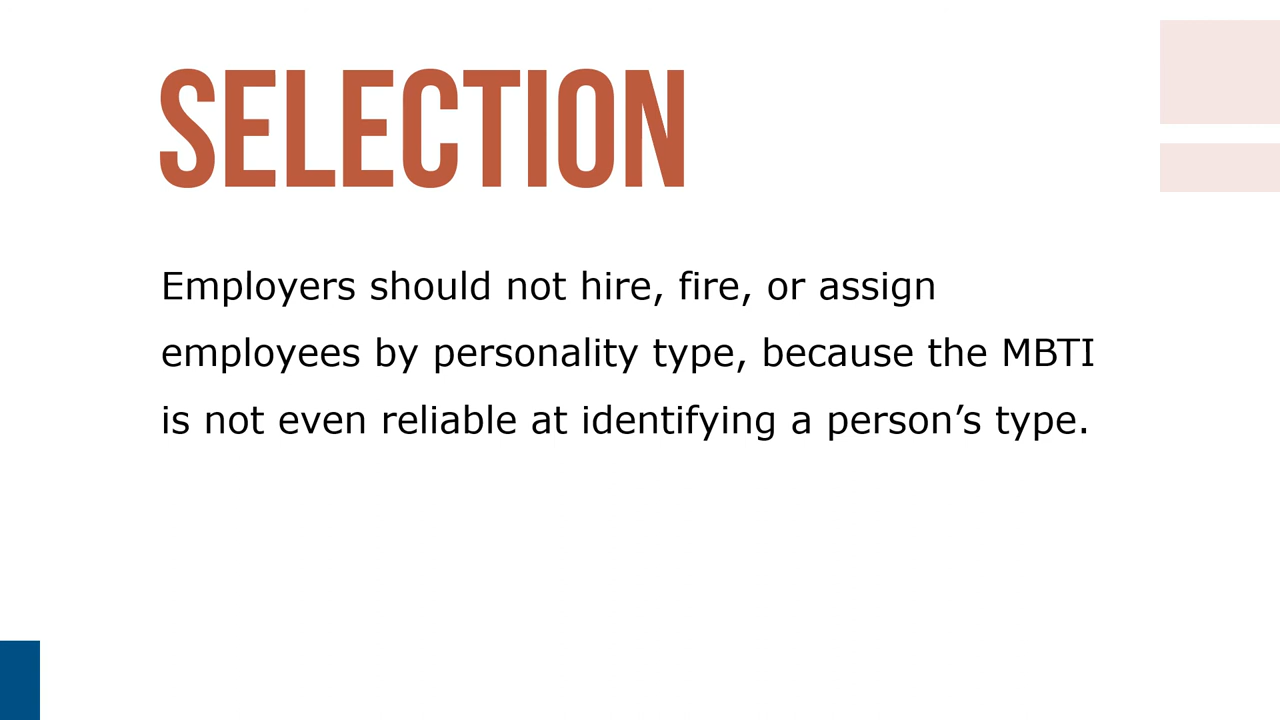 SELECTION
Employers should not hire, fire, or assign
employees by personality type, because the MBTI
is not even reliable at identifying a person’s type.